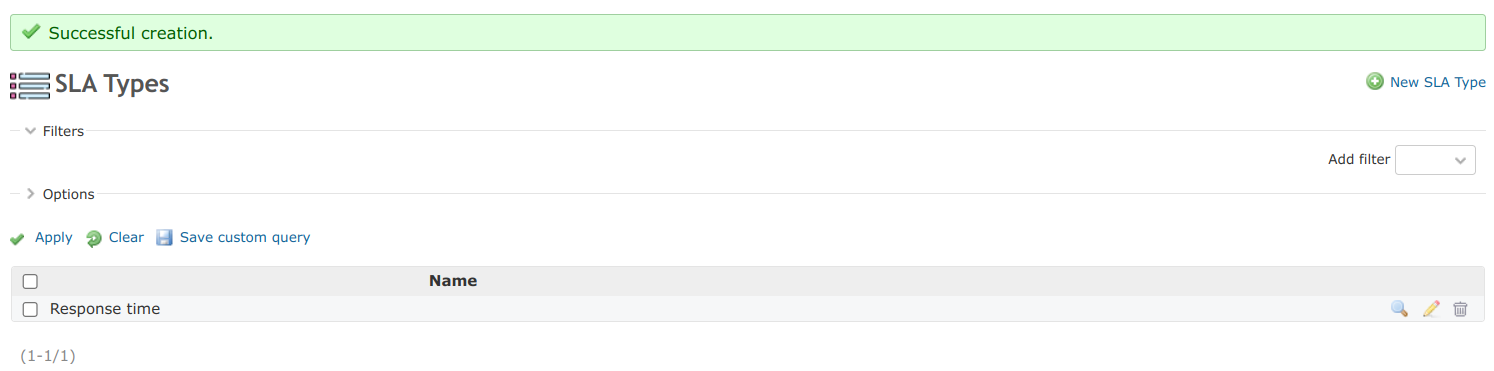 Successful creation.
SLA Types
New SLA Type
Filters
Add filter
Options
Apply Clear Save custom query
Name
Response time
(1-1/1)